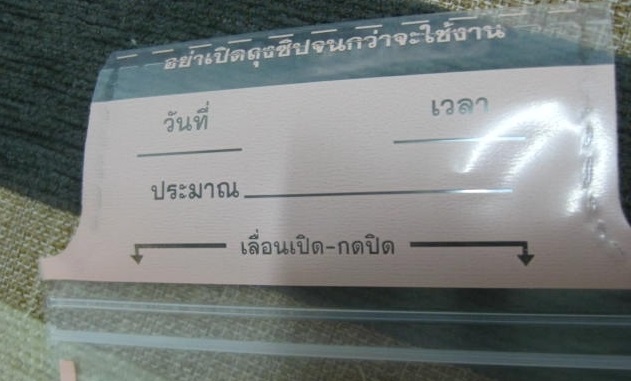 อย่าเปิดถุงซิปจนกว่าจะใช้งาน
วันที่ เวลา
ประมาณ
เลื่อนเปิด-กดปิด